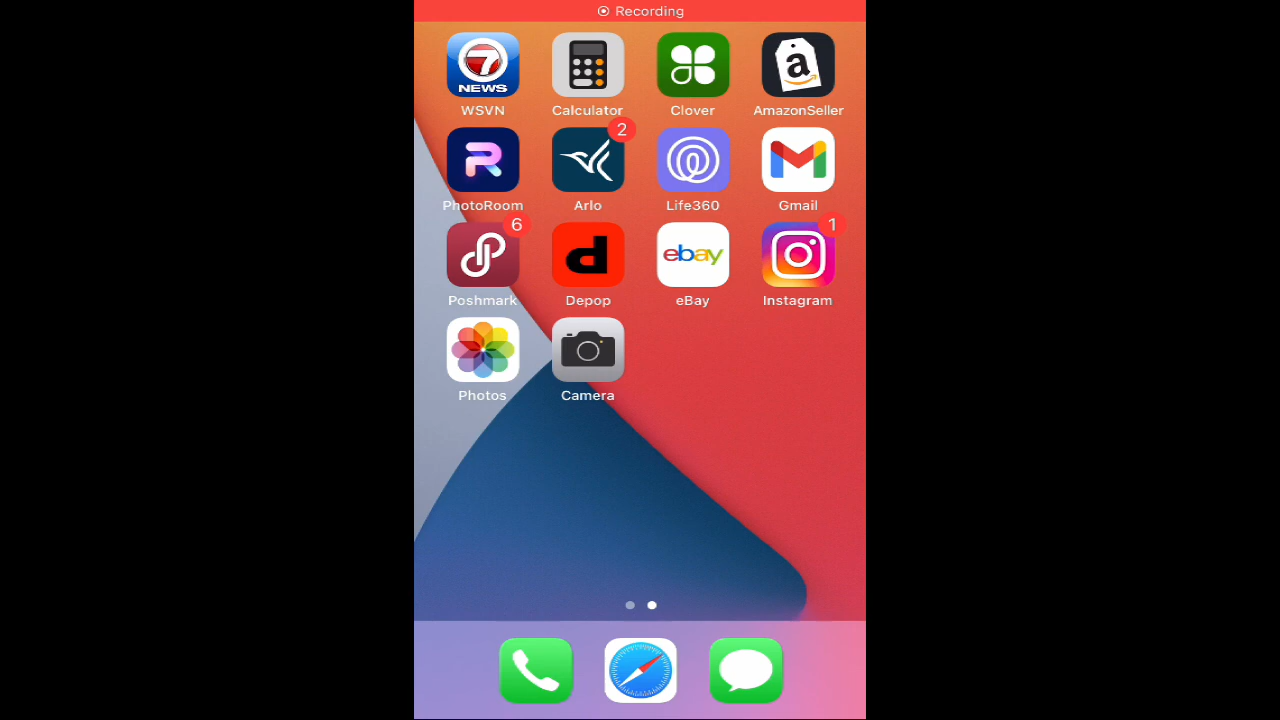 Recording
7
NEWS
WSVN
Calculator
Clover
a
AmazonSeller
R
PhotoRoom
2
Arlo
Life360
Gmail
6
Poshmark
d
Depop
ebay
eBay
1
Instagram
Photos
Camera